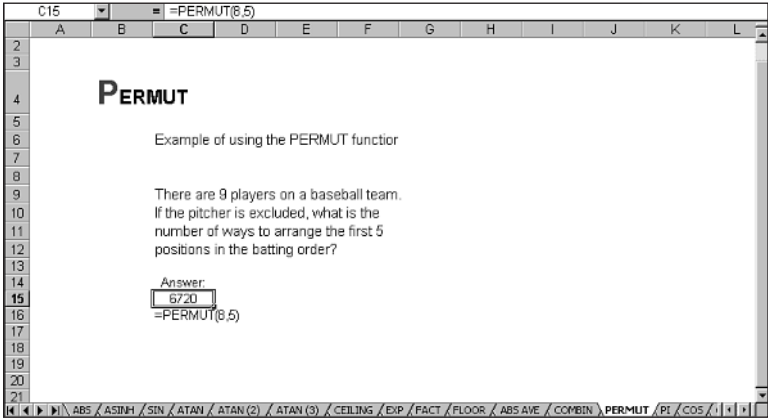 C15 = =PERMUT(8,5)
A B C D E F G H I J K L
2
3
4 PERMUT
5
6 Example of using the PERMUT functior
7
8
9 There are 9 players on a baseball team.
10 If the pitcher is excluded, what is the
11 number of ways to arrange the first 5
12 positions in the batting order?
13
14 Answer:
15 6720
16 =PERMUT(8,5)
17
18
19
20
21
ABS / ASINH / SIN / ATAN / ATAN (2) / ATAN (3) / CEILING / EXP / FACT / FLOOR / ABS AVE / COMBIN \ PERMUT / PI / COS /